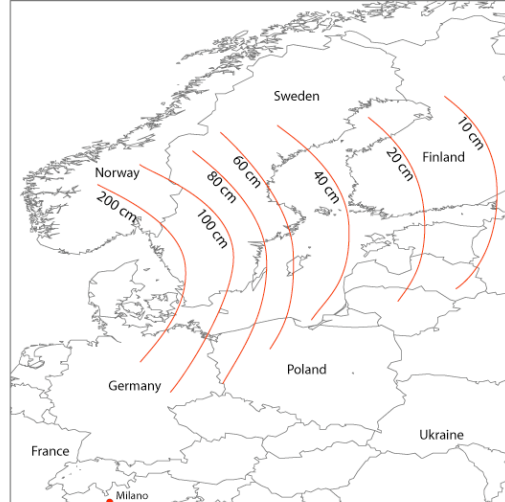 Sweden
10 cm
20 cm
Finland
60 cm
40 cm
80 cm
Norway
200 cm
100 cm
Poland
Germany
Ukraine
France
Milano